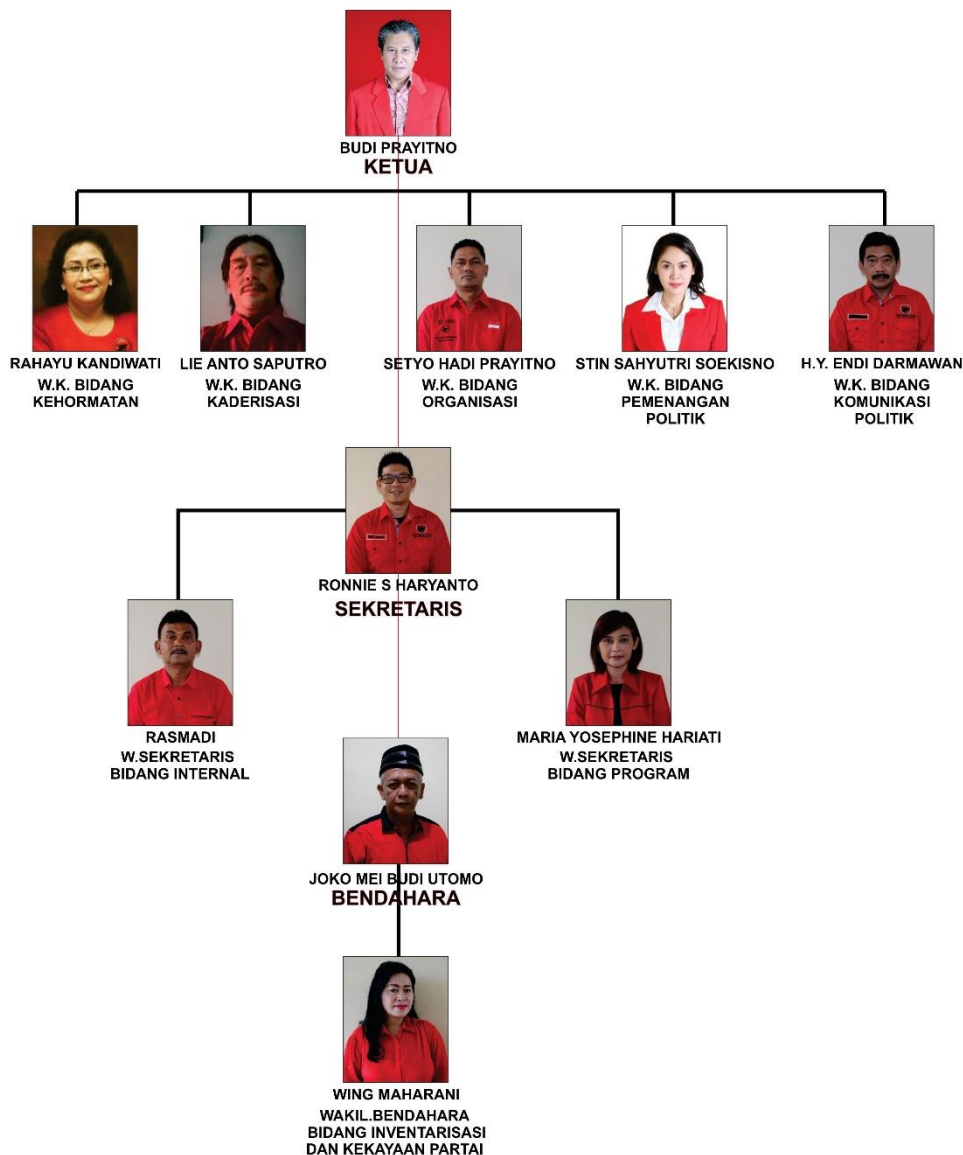 BUDI PRAYITNO
KETUA
RAHAYU KANDIWATI
W.K. BIDANG
KEHORMATAN
LIE ANTO SAPUTRO
W.K. BIDANG
KADERISASI
SETYO HADI PRAYITNO
W.K. BIDANG
ORGANISASI
STIN SAHYUTRI SOEKISNO
W.K. BIDANG
PEMENANGAN
POLITIK
H.Y. ENDI DARMAWAN
W.K. BIDANG
KOMUNIKASI
POLITIK
RONNIE S HARYANTO
SEKRETARIS
RASMADI
W.SEKRETARIS
BIDANG INTERNAL
MARIA YOSEPHINE HARIATI
W.SEKRETARIS
BIDANG PROGRAM
JOKO MEI BUDI UTOMO
BENDAHARA
WING MAHARANI
WAKIL.BENDAHARA
BIDANG INVENTARISASI
DAN KEKAYAAN PARTAI